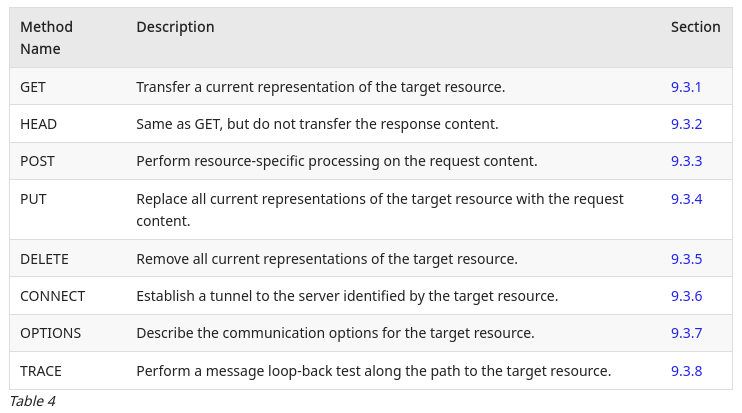 Method Description Section
Name
GET Transfer a current representation of the target resource. 9.3.1
HEAD Same as GET, but do not transfer the response content. 9.3.2
POST Perform resource-specific processing on the request content. 9.3.3
PUT Replace all current representations of the target resource with the request 9.3.4
content.
DELETE Remove all current representations of the target resource. 9.3.5
CONNECT Establish a tunnel to the server identified by the target resource. 9.3.6
OPTIONS Describe the communication options for the target resource. 9.3.7
TRACE Perform a message loop-back test along the path to the target resource. 9.3.8
Table 4